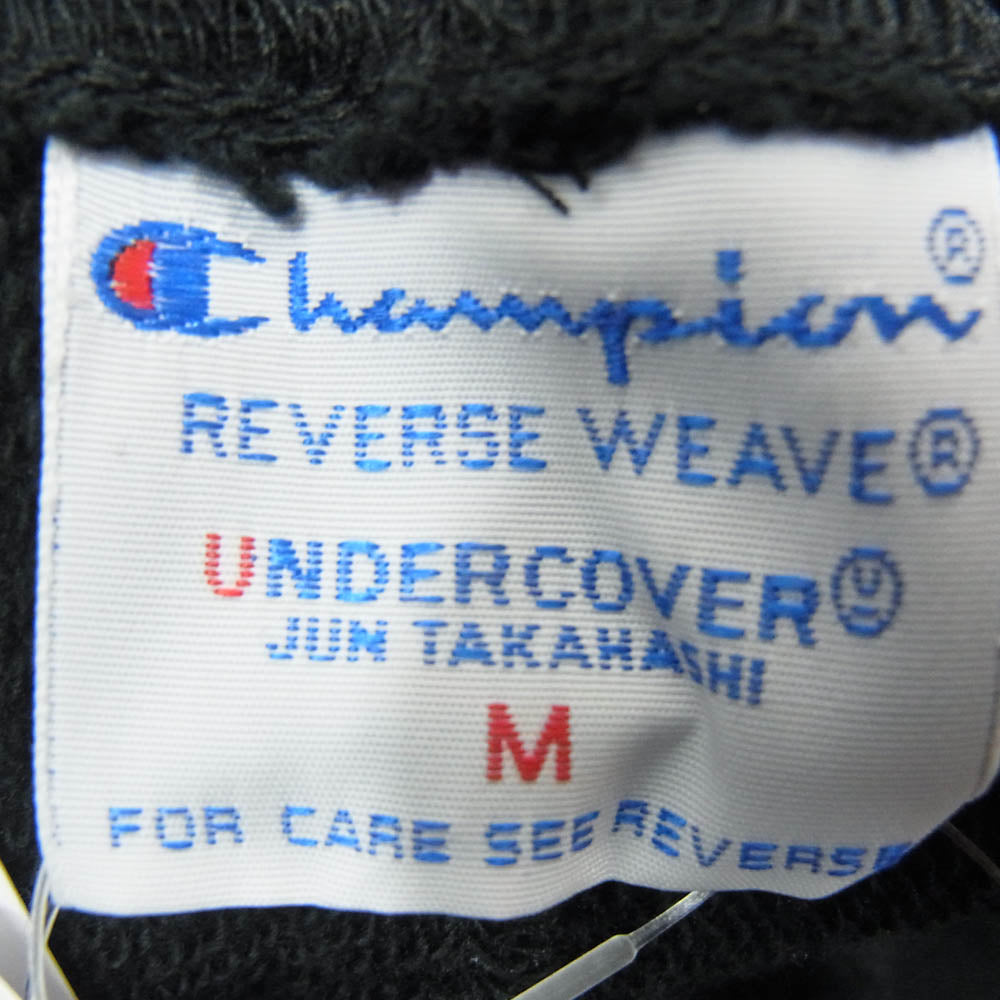 Champion®
REVERSE WEAVE®
UNDERCOVER Ⓤ
JUN TAKAHASHI
M
FOR CARE SEE REVERSE